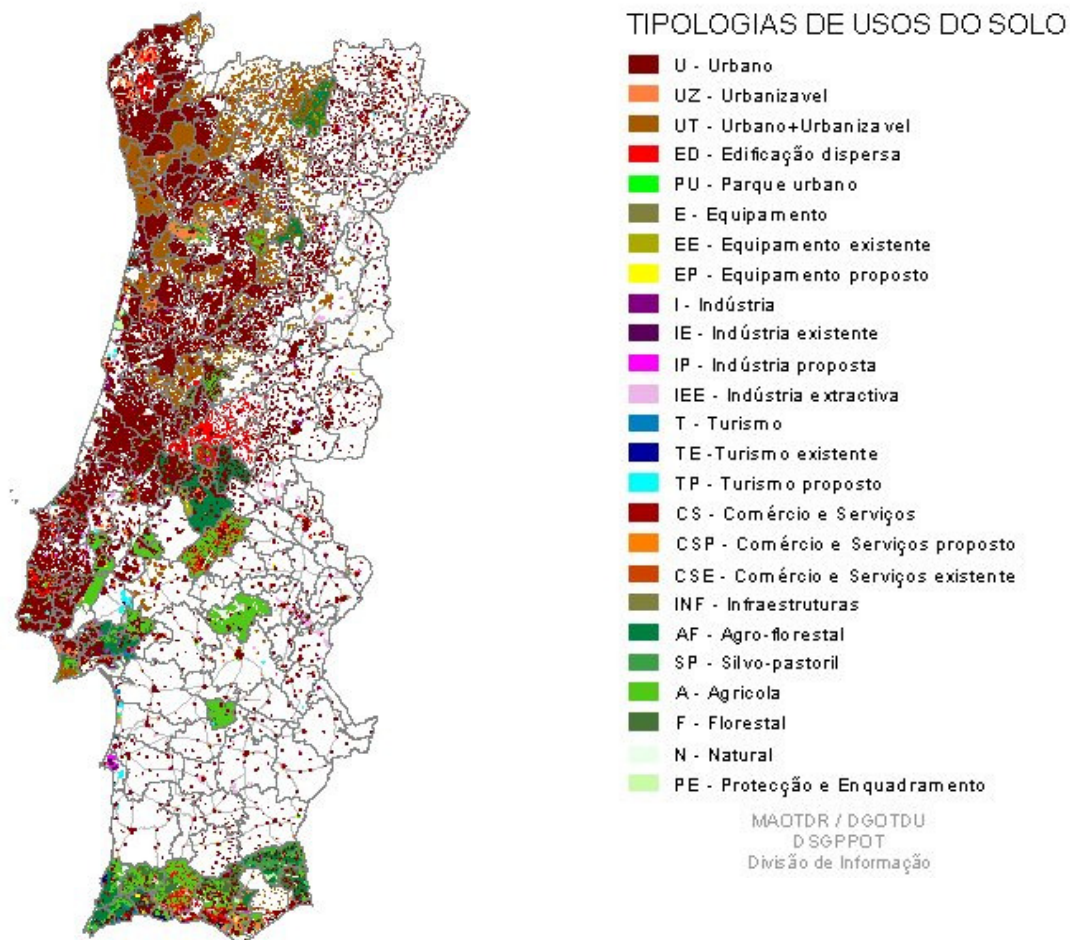 TIPOLOGIAS DE USOS DO SOLO
U - Urbano
UZ - Urbanizavel
UT - Urbano+Urbanizavel
ED - Edificação dispersa
PU - Parque urbano
E - Equipamento
EE - Equipamento existente
EP - Equipamento proposto
I - Indústria
IE - Indústria existente
IP - Indústria proposta
IEE - Indústria extractiva
T - Turismo
TE -Turismo existente
TP - Turismo proposto
CS - Comércio e Serviços
CSP - Comércio e Serviços proposto
CSE - Comércio e Serviços existente
INF - Infraestruturas
AF - Agro-florestal
SP - Silvo-pastoril
A - Agricola
F - Florestal
N - Natural
PE - Protecção e Enquadramento
MAOTDR / DGOTDU
DSGPPOT
Divisão de Informação